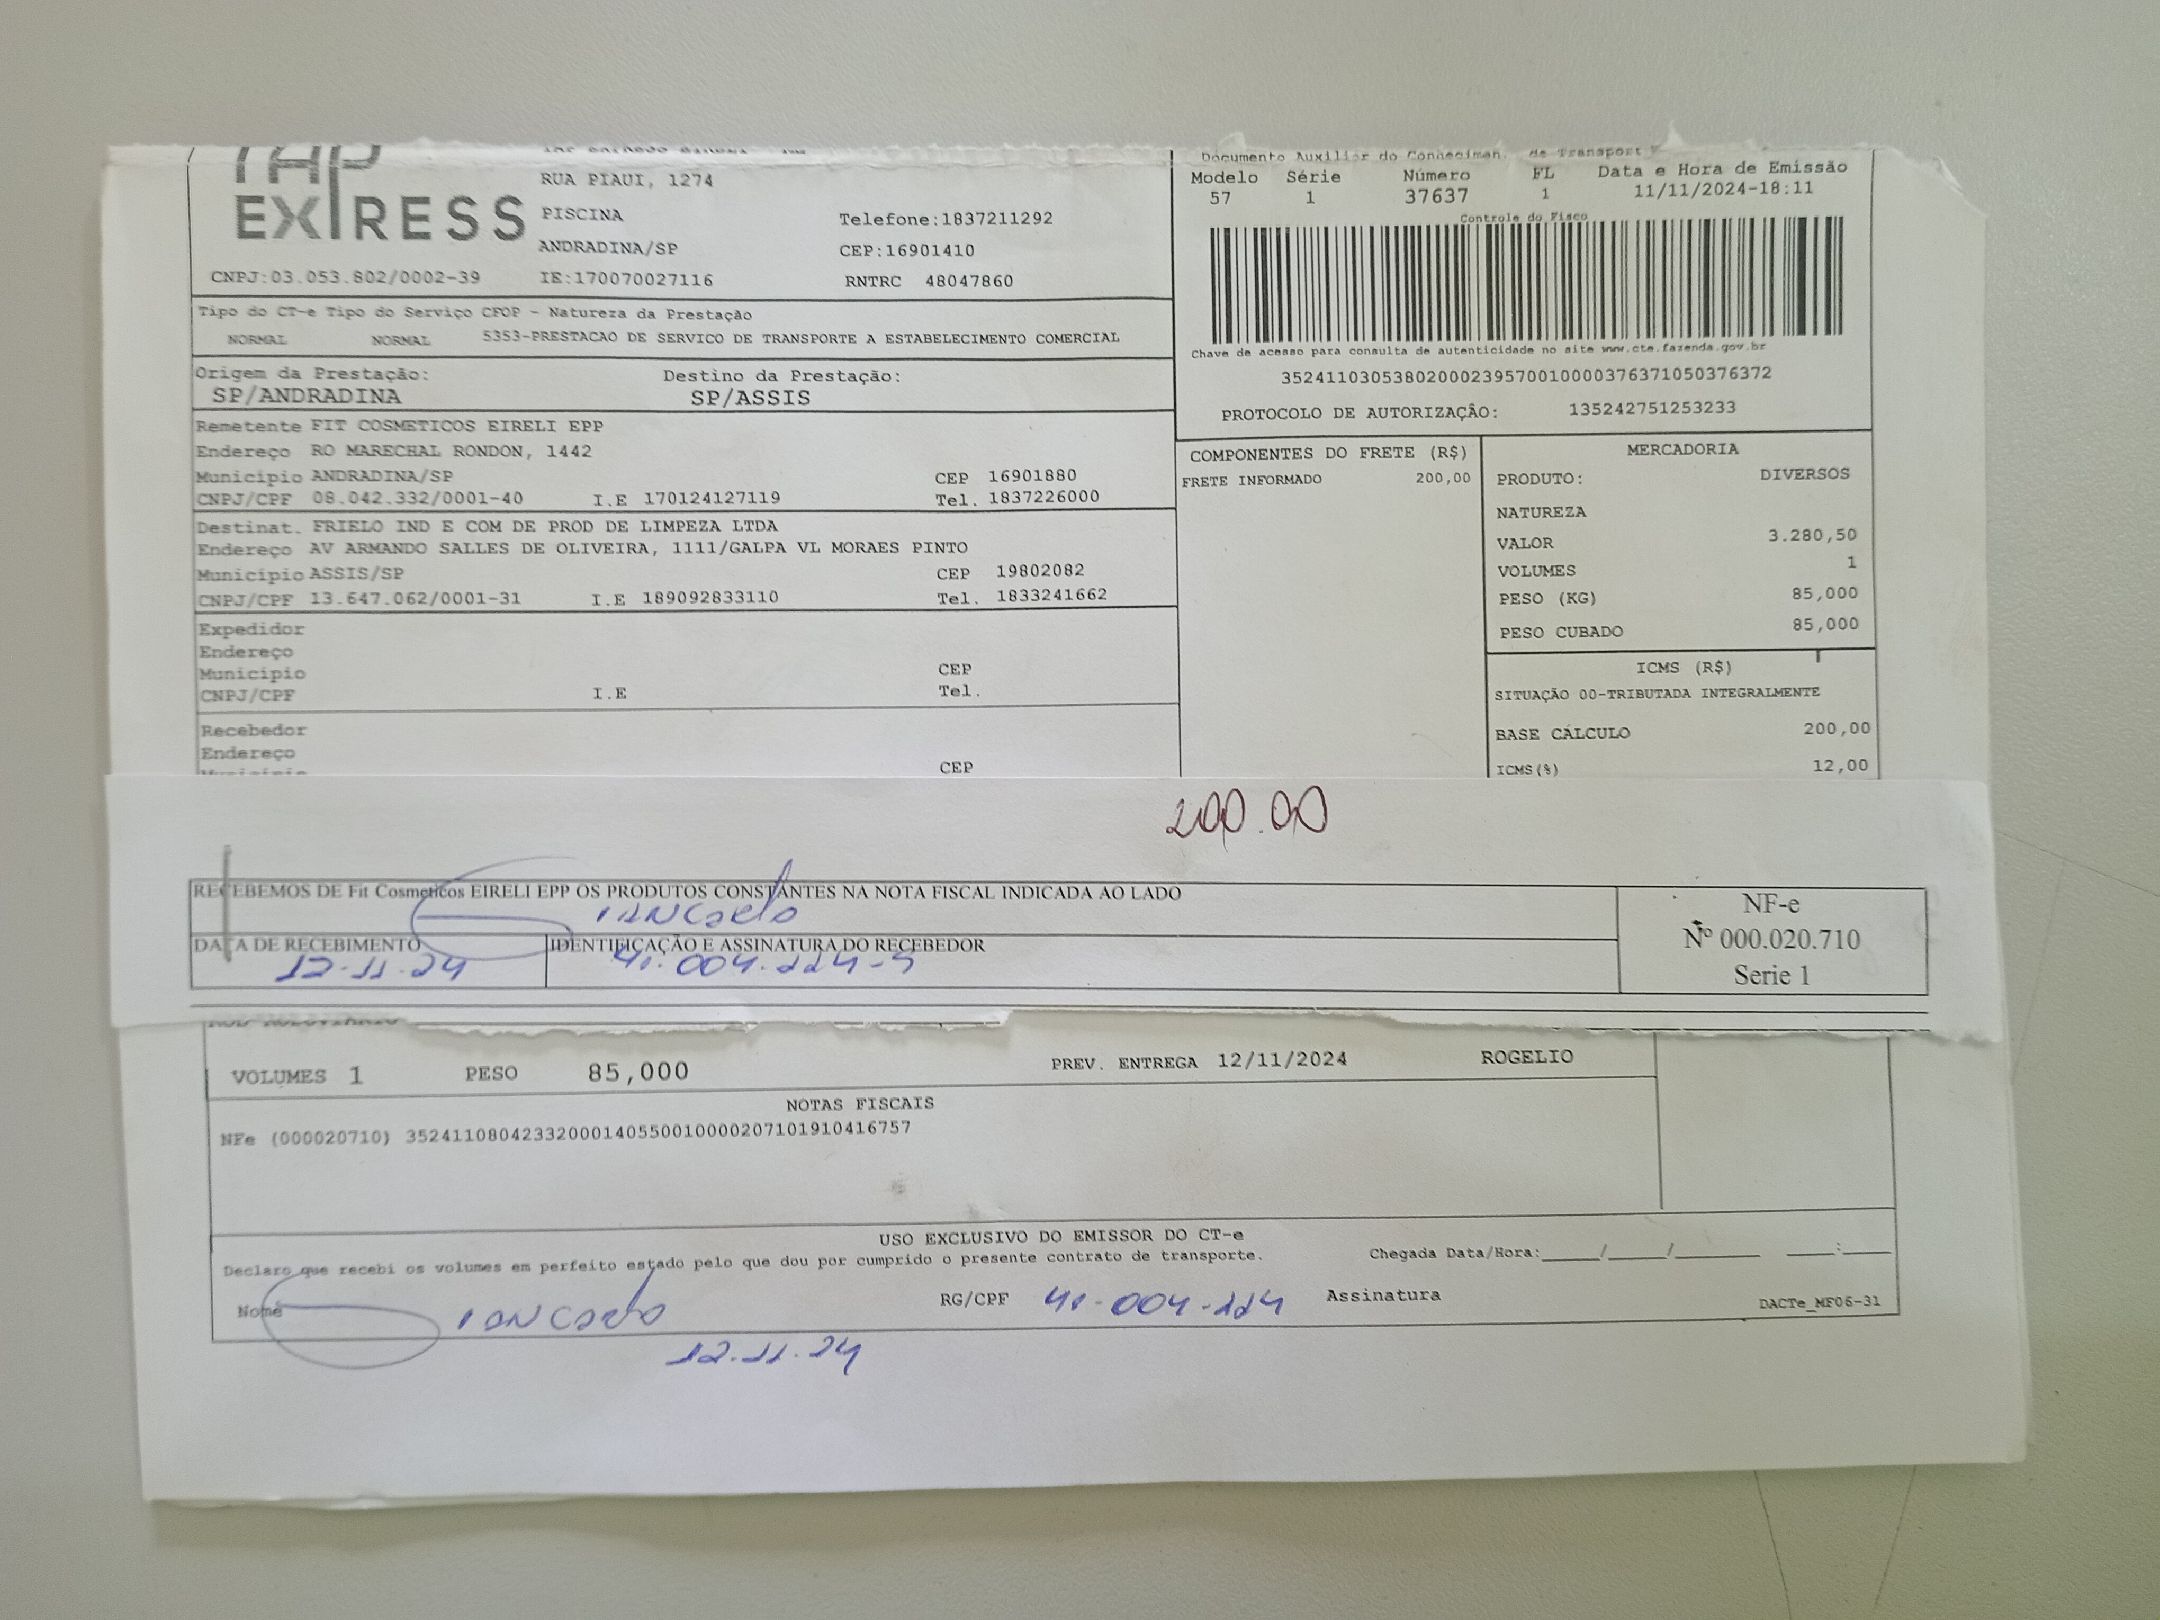 TAP
EXPRESS
RUA PIAUI, 1274
PISCINA
Telefone:1837211292
ANDRADINA/SP
CEP:16901410
CNPJ:03.053.802/0002-39 IE:170070027116
RNTRC 48047860
Documento Auxiliar do de Transport
Modelo Série Número FL Data e Hora de Emissão
57 1 37637 1 11/11/2024-18:11
Controle do Fisco
Chave de acesso para consulta de autenticidade no site www.cte.fazenda.gov.br
35241103053802000239570010000376371050376372
PROTOCOLO DE AUTORIZAÇÃO: 135242751253233
Tipo do CT-e Tipo do Serviço CFOP - Natureza da Prestação
NORMAL NORMAL 5353-PRESTACAO DE SERVICO DE TRANSPORTE A ESTABELECIMENTO COMERCIAL
Origem da Prestação: Destino da Prestação:
SP/ANDRADINA SP/ASSIS
Remetente FIT COSMETICOS EIRELI EPP
Endereço RO MARECHAL RONDON, 1442
Município ANDRADINA/SP CEP 16901880
CNPJ/CPF 08.042.332/0001-40 I.E 170124127119 Tel. 1837226000
Destinat. FRIELO IND E COM DE PROD DE LIMPEZA LTDA
Endereço AV ARMANDO SALLES DE OLIVEIRA, 1111/GALPA VL MORAES PINTO
Município ASSIS/SP CEP 19802082
CNPJ/CPF 13.647.062/0001-31 I.E 189092833110 Tel. 1833241662
Expedidor
Endereço
Município CEP
CNPJ/CPF I.E Tel.
Recebedor
Endereço
CEP
COMPONENTES DO FRETE (R$)
FRETE INFORMADO 200,00
MERCADORIA
PRODUTO: DIVERSOS
NATUREZA
VALOR 3.280,50
VOLUMES 1
PESO (KG) 85,000
PESO CUBADO 85,000
ICMS (R$)
SITUAÇÃO 00-TRIBUTADA INTEGRALMENTE
BASE CÁLCULO 200,00
ICMS(%) 12,00
200.00
RECEBEMOS DE Fit Cosmeticos EIRELI EPP OS PRODUTOS CONSTANTES NA NOTA FISCAL INDICADA AO LADO
DATA DE RECEBIMENTO IDENTIFICAÇÃO E ASSINATURA DO RECEBEDOR
12.11.24
NF-e
Nº 000.020.710
Serie 1
VOLUMES 1 PESO 85,000 PREV. ENTREGA 12/11/2024 ROGELIO
NOTAS FISCAIS
NFe (000020710) 35241108042332000140550010000207101910416757
USO EXCLUSIVO DO EMISSOR DO CT-e
Declaro que recebi os volumes em perfeito estado pelo que dou por cumprido o presente contrato de transporte. Chegada Data/Hora:____/____/______ ____:____
Nome RG/CPF 41-004-224 Assinatura
DACTe_MF06-31
12.11.24